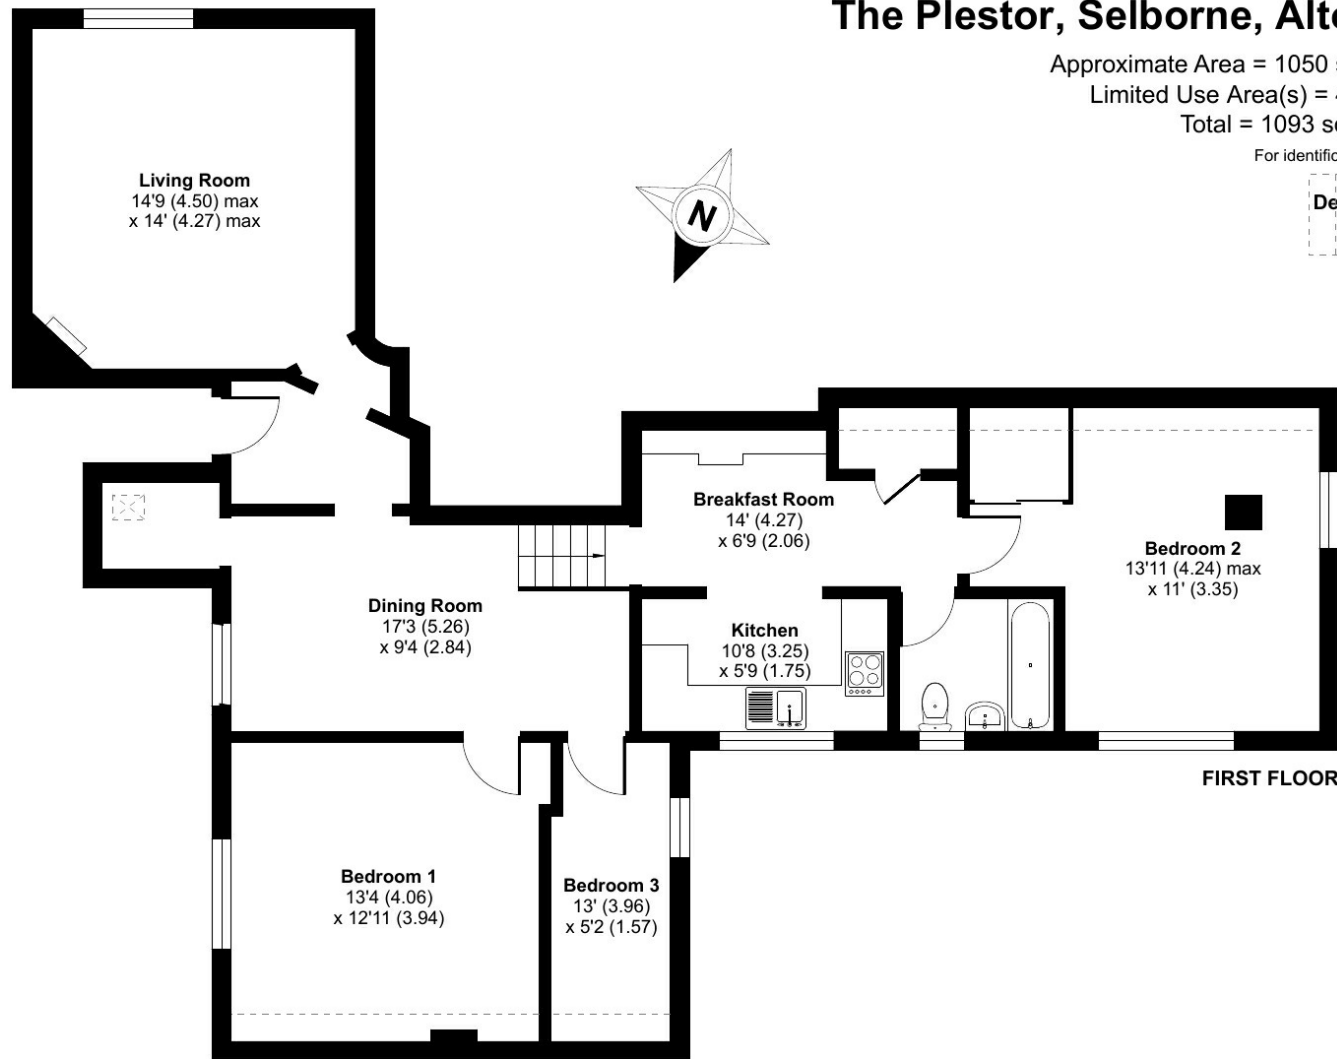 The Plestor, Selborne,
Approximate Area = 1050
Limited Use Area(s) =
Total = 1093
For
Living Room
14'9 (4.50) max
x 14' (4.27) max
N
Breakfast Room
14' (4.27)
x 6'9 (2.06)
Bedroom 2
13'11 (4.24) max
x 11' (3.35)
Dining Room
17'3 (5.26)
x 9'4 (2.84)
Kitchen
10'8 (3.25)
x 5'9 (1.75)
FIRST FLOOR
Bedroom 1
13'4 (4.06)
x 12'11 (3.94)
Bedroom 3
13' (3.96)
x 5'2 (1.57)